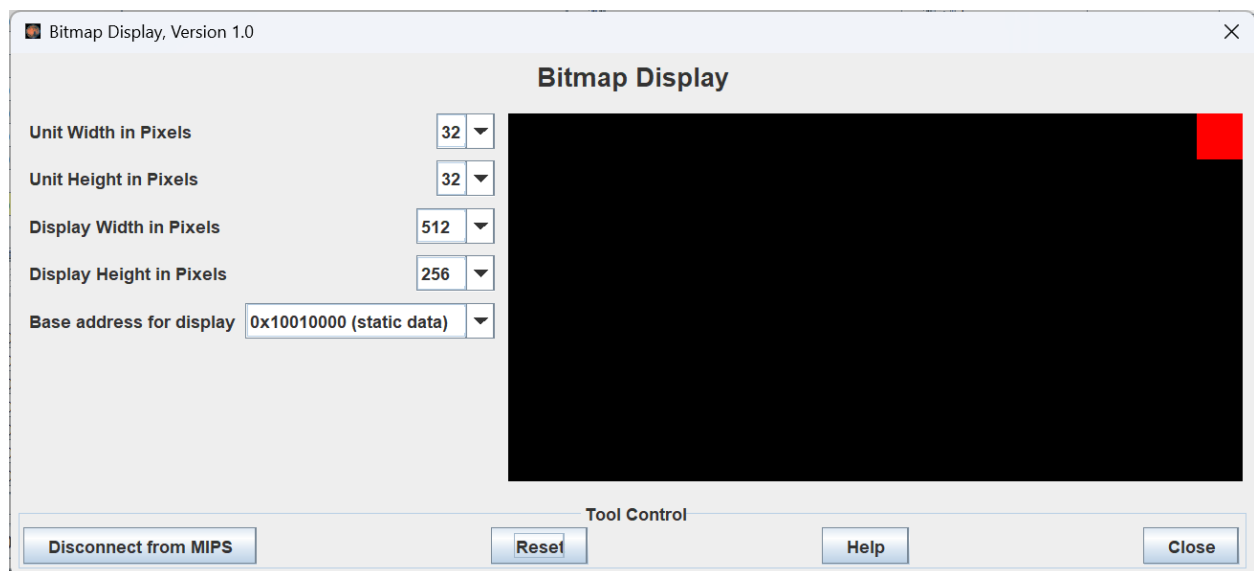 Bitmap Display, Version 1.0
Bitmap Display
Unit Width in Pixels 32
Unit Height in Pixels 32
Display Width in Pixels 512
Display Height in Pixels 256
Base address for display 0x10010000 (static data)
Tool Control
Disconnect from MIPS Reset Help Close